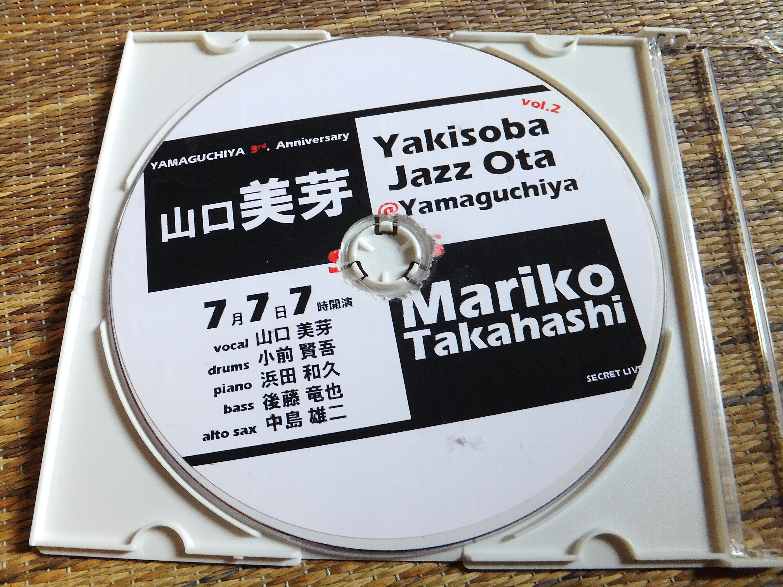 YAMAGUCHIYA 3rd. Anniversary
山口美芽
vol.2
Yakisoba
Jazz Ota
@Yamaguchiya
7月7日7時開演
vocal 山口 美芽
drums 小前 賢吾
piano 浜田 和久
bass 後藤 竜也
alto sax 中島 雄二
Mariko
Takahashi
SECRET LIV